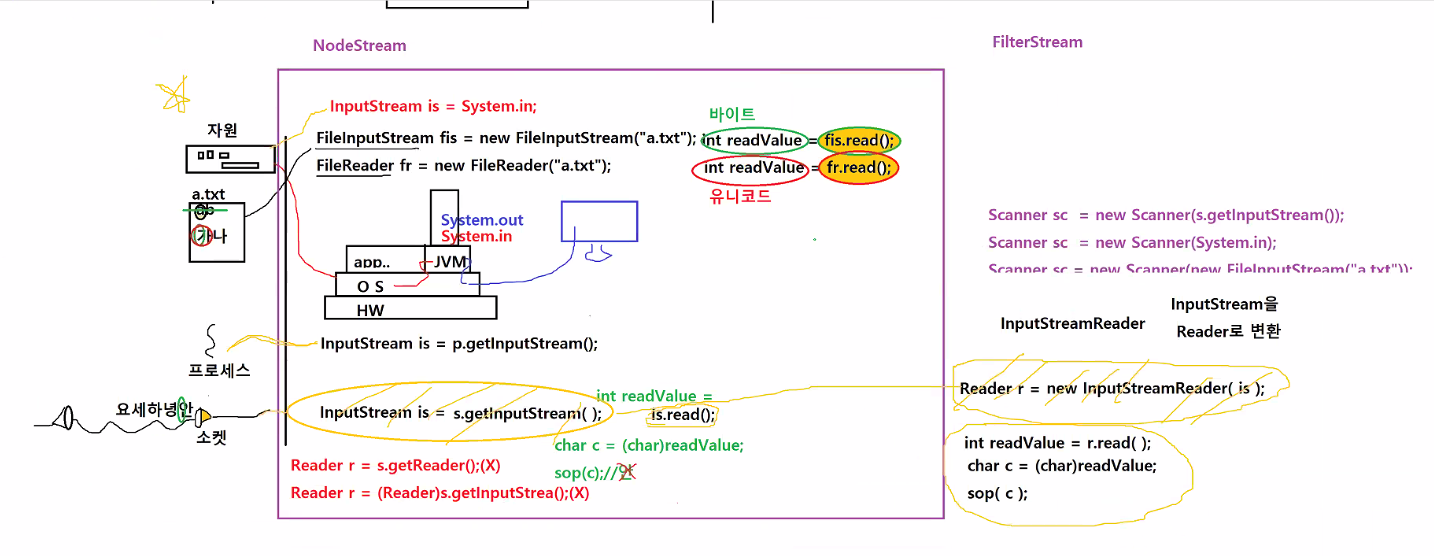 NodeStream
FilterStream
InputStream is = System.in;
자원
바이트
FileInputStream fis = new FileInputStream("a.txt"); int readValue = fis.read();
FileReader fr = new FileReader("a.txt"); int readValue = fr.read();
유니코드
a.txt
ab
가나
System.out
System.in
app.. JVM
O S
HW
Scanner sc = new Scanner(s.getInputStream());
Scanner sc = new Scanner(System.in);
Scanner sc = new Scanner(new FileInputStream("a.txt"));
InputStreamReader
InputStream을
Reader로 변환
InputStream is = p.getInputStream();
프로세스
Reader r = new InputStreamReader( is );
요세하녕안
소켓
InputStream is = s.getInputStream( );
int readValue =
is.read();
char c = (char)readValue;
sop(c);//안
Reader r = s.getReader();(X)
Reader r = (Reader)s.getInputStrea();(X)
int readValue = r.read( );
char c = (char)readValue;
sop( c );